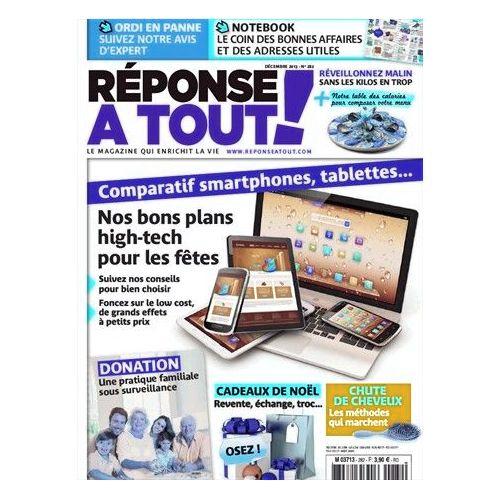 ORDI EN PANNE
SUIVEZ NOTRE AVIS
D'EXPERT
NOTEBOOK
LE COIN DES BONNES AFFAIRES
ET DES ADRESSES UTILES
DÉCEMBRE 2013 - N° 282
RÉPONSE
A TOUT!
LE MAGAZINE QUI ENRICHIT LA VIE
WWW.REPONSEATOUT.COM
RÉVEILLONNEZ MALIN
SANS LES KILOS EN TROP
+ Notre table des calories
pour composer votre menu
Comparatif smartphones, tablettes...
Nos bons plans
high-tech
pour les fêtes
Suivez nos conseils
pour bien choisir
Foncez sur le low cost,
de grands effets
à petits prix
DONATION
Une pratique familiale
sous surveillance
CADEAUX DE NOËL
Revente, échange, troc...
OSEZ !
CHUTE
DE CHEVEUX
Les méthodes
qui marchent
M 03713 - 282 - F: 3,90 € - RD